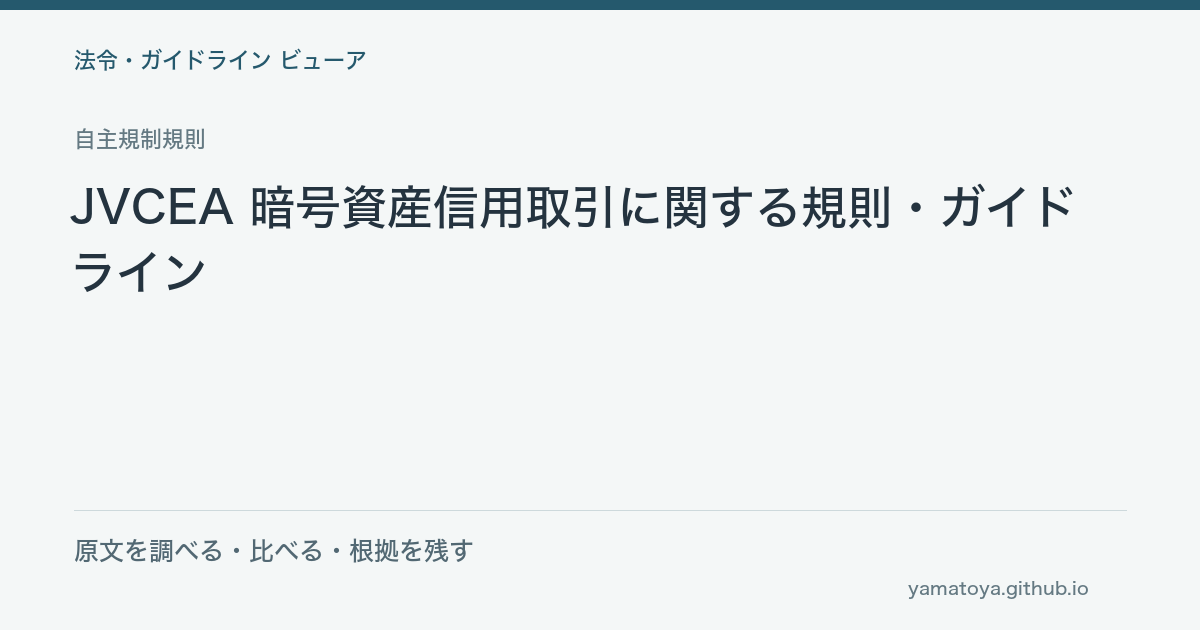 法令・ガイドライン ビューア
自主規制規則
JVCEA 暗号資産信用取引に関する規則・ガイド
ライン
原文を調べる・比べる・根拠を残す
yamatoya.github.io